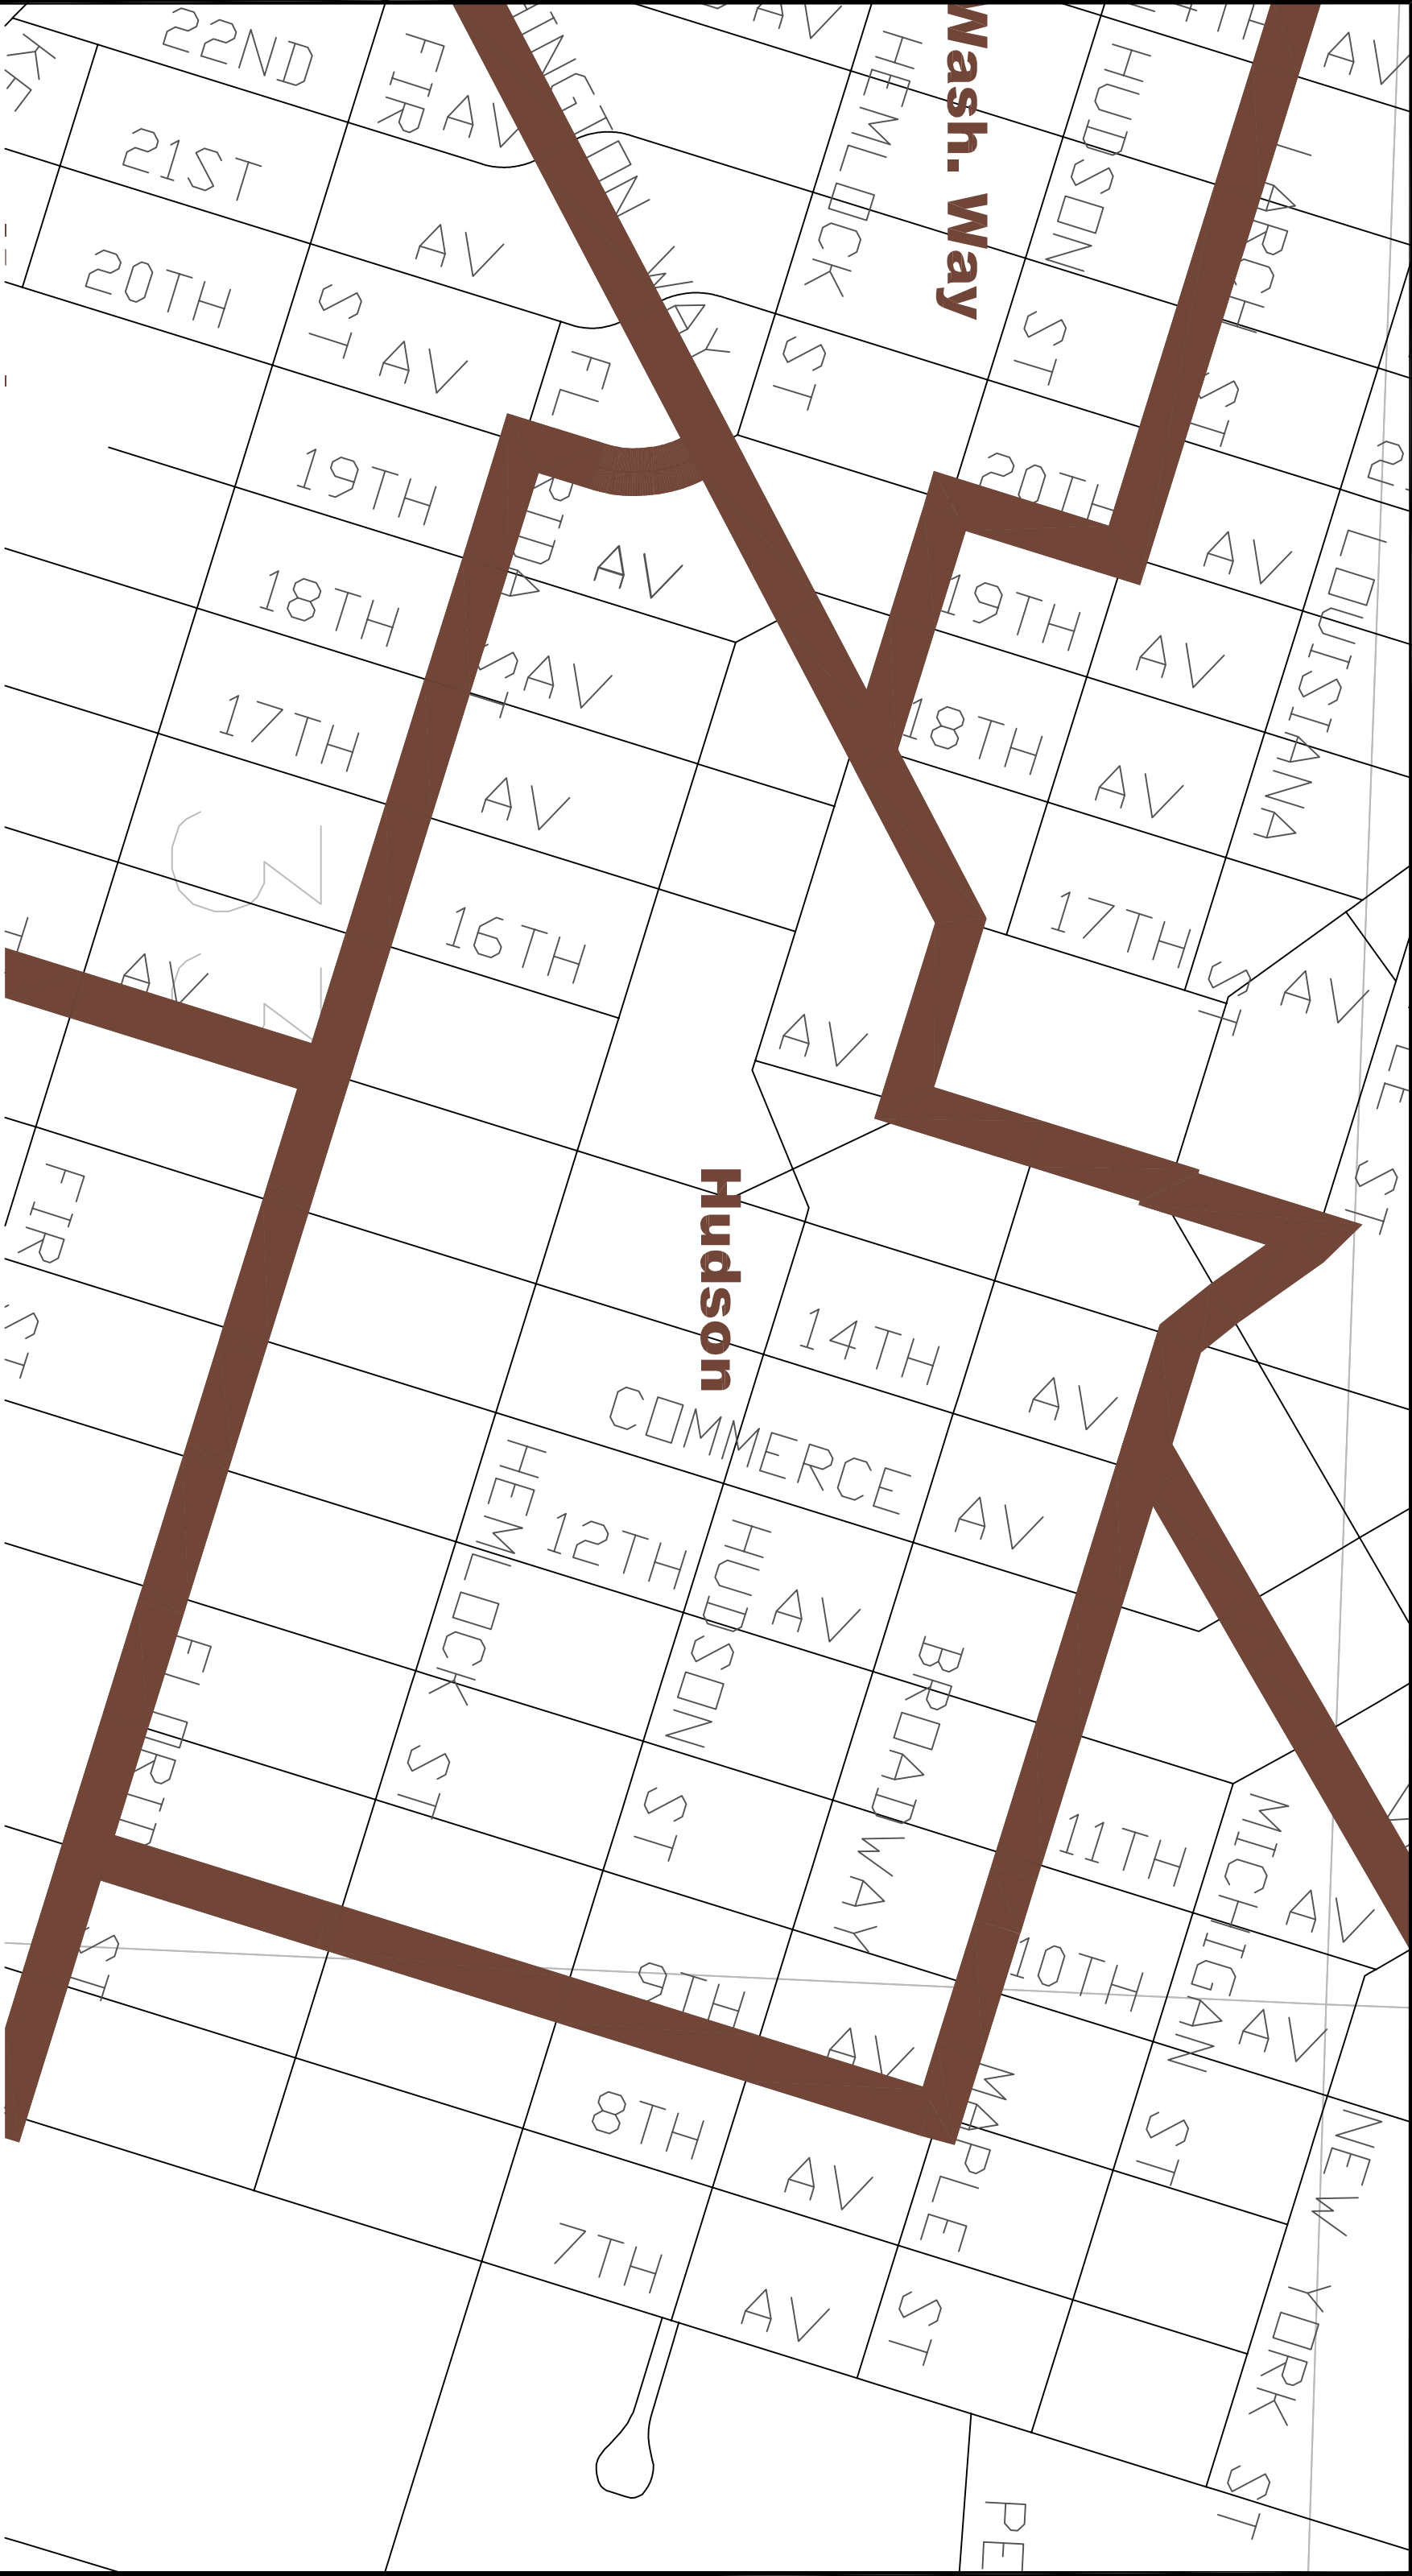 22ND AV
21ST AV
20TH AV
FIR ST
HEMLOCK ST
Wash. Way
HUDSON ST
LARCH ST
AV
AV
19TH AV
18TH AV
17TH AV
16TH AV
20TH AV
19TH AV
18TH AV
17TH AV
LOUISIANA ST
AV
FIR ST
Hudson
14TH AV
COMMERCE AV
12TH AV
HEMLOCK ST
HUDSON ST
BROADWAY
11TH AV
10TH AV
MICHIGAN ST
9TH AV
8TH AV
7TH AV
MAPLE ST
NEW YORK ST